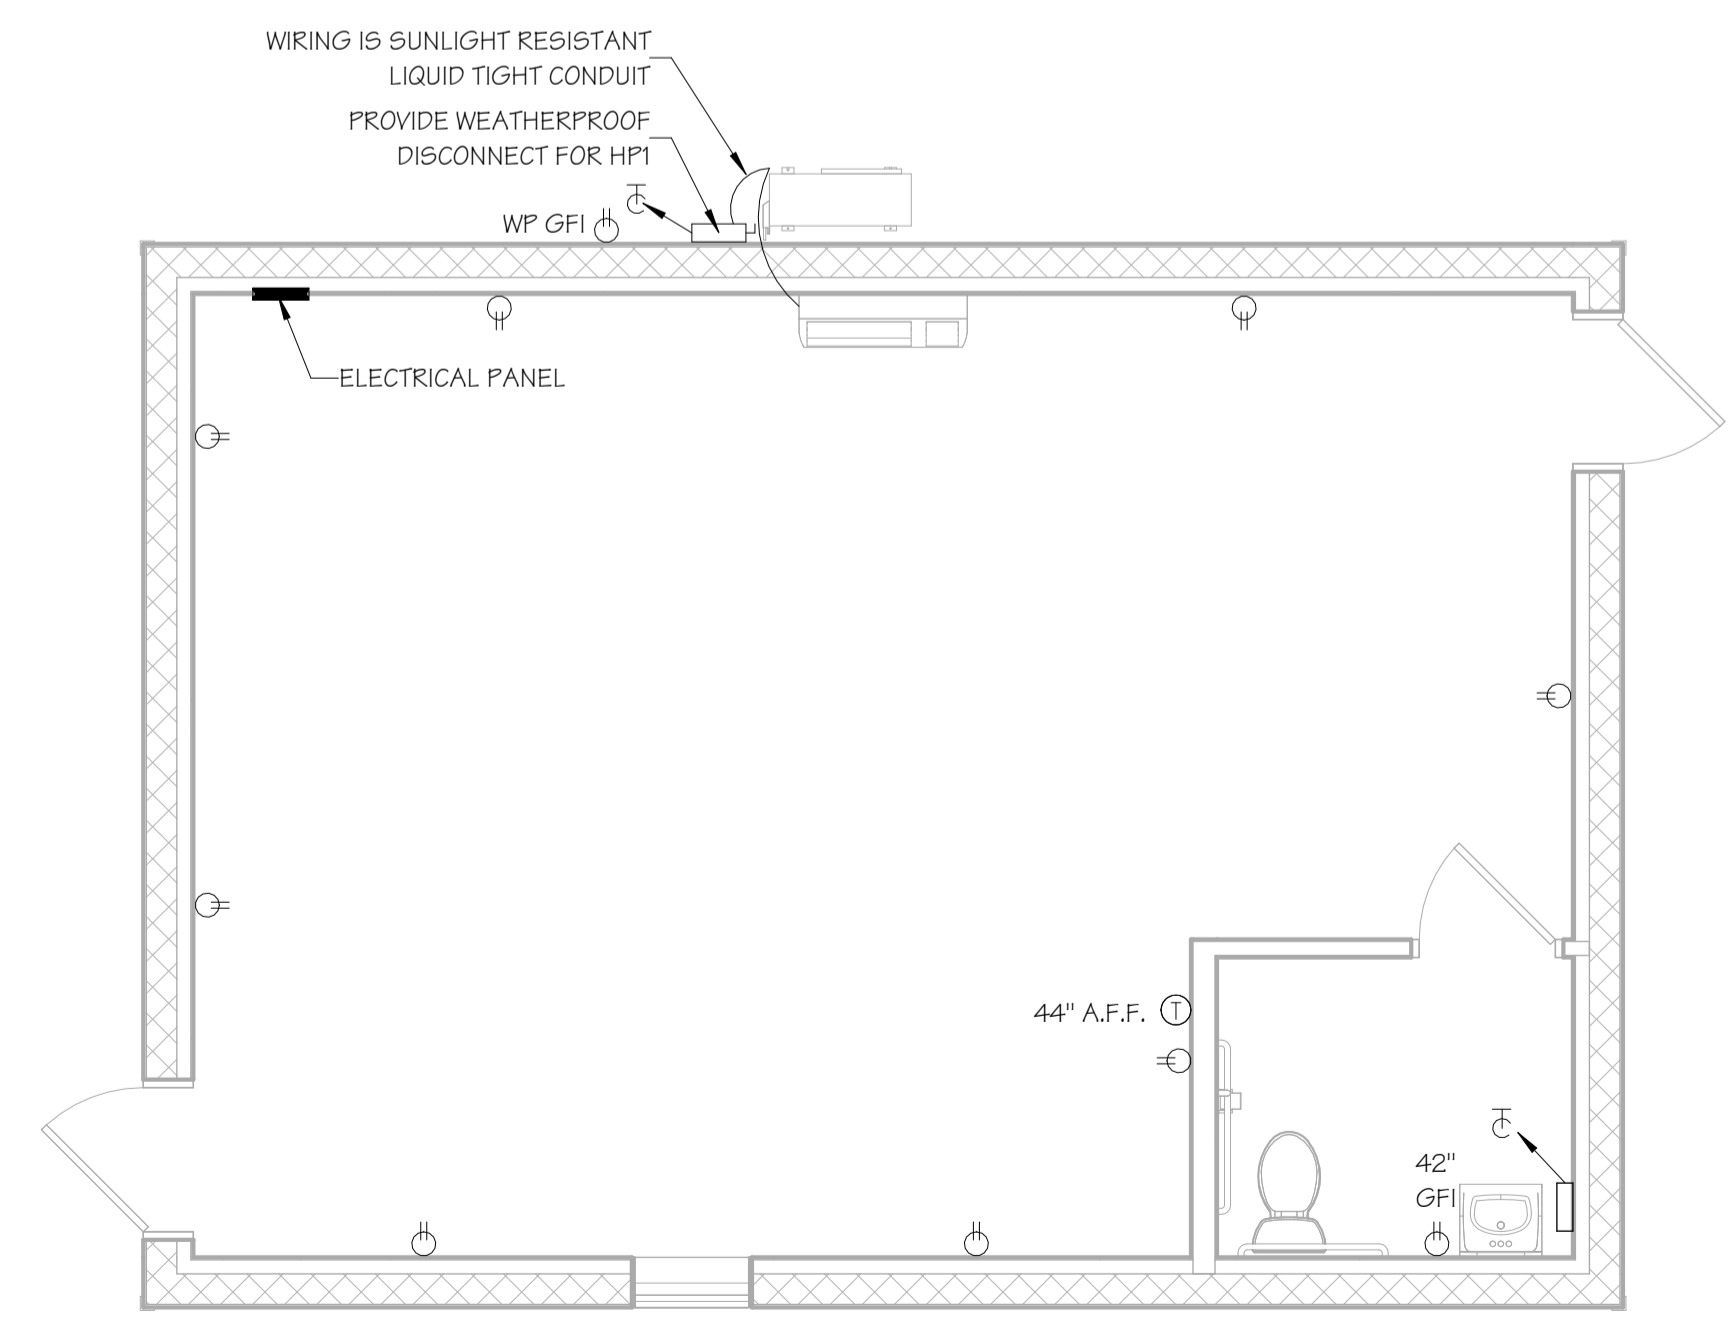 WIRING IS SUNLIGHT RESISTANT
LIQUID TIGHT CONDUIT
PROVIDE WEATHERPROOF
DISCONNECT FOR HP1
WP GFI
ELECTRICAL PANEL
44" A.F.F.
T
42"
GFI